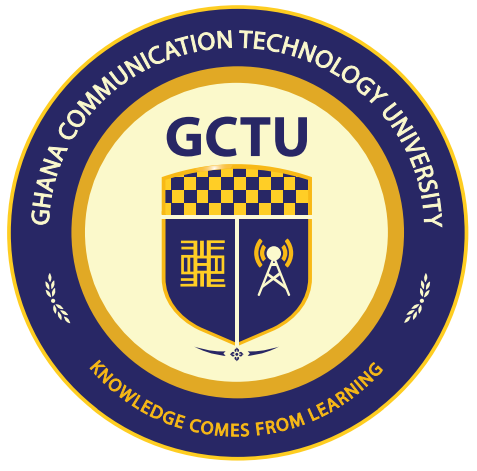 GHANA COMMUNICATION TECHNOLOGY UNIVERSITY
GCTU
KNOWLEDGE COMES FROM LEARNING